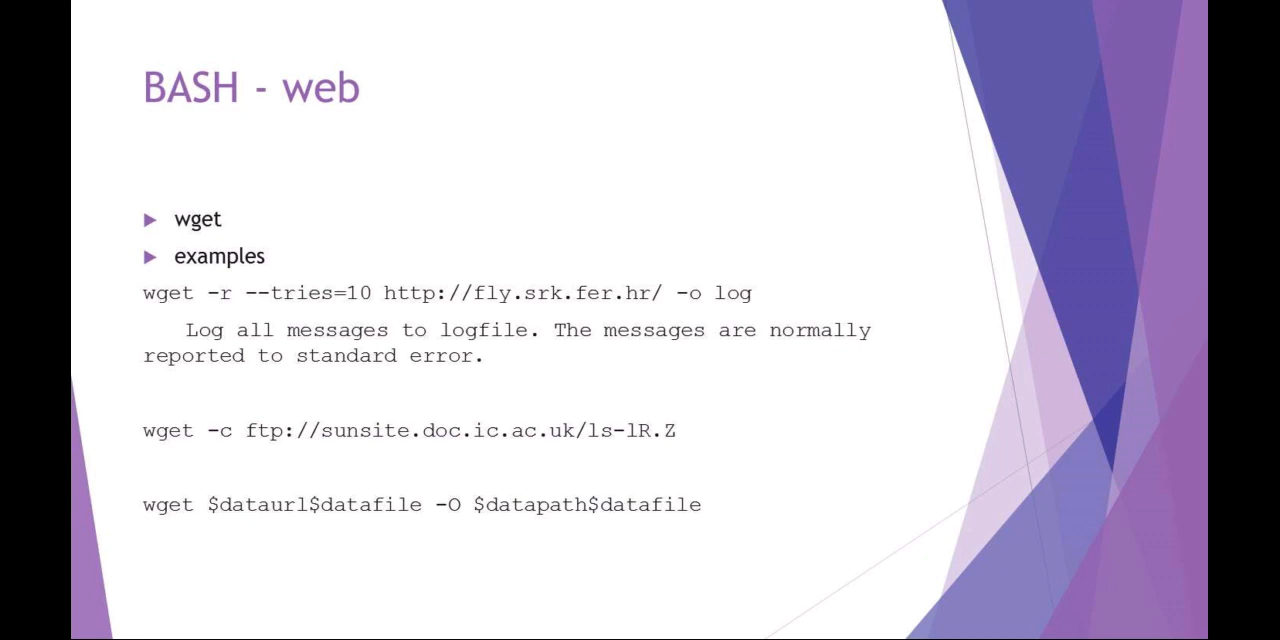 BASH - web
wget
examples
wget -r --tries=10 http://fly.srk.fer.hr/ -o log
Log all messages to logfile. The messages are normally
reported to standard error.
wget -c ftp://sunsite.doc.ic.ac.uk/ls-lR.Z
wget $dataurl$datafile -O $datapath$datafile